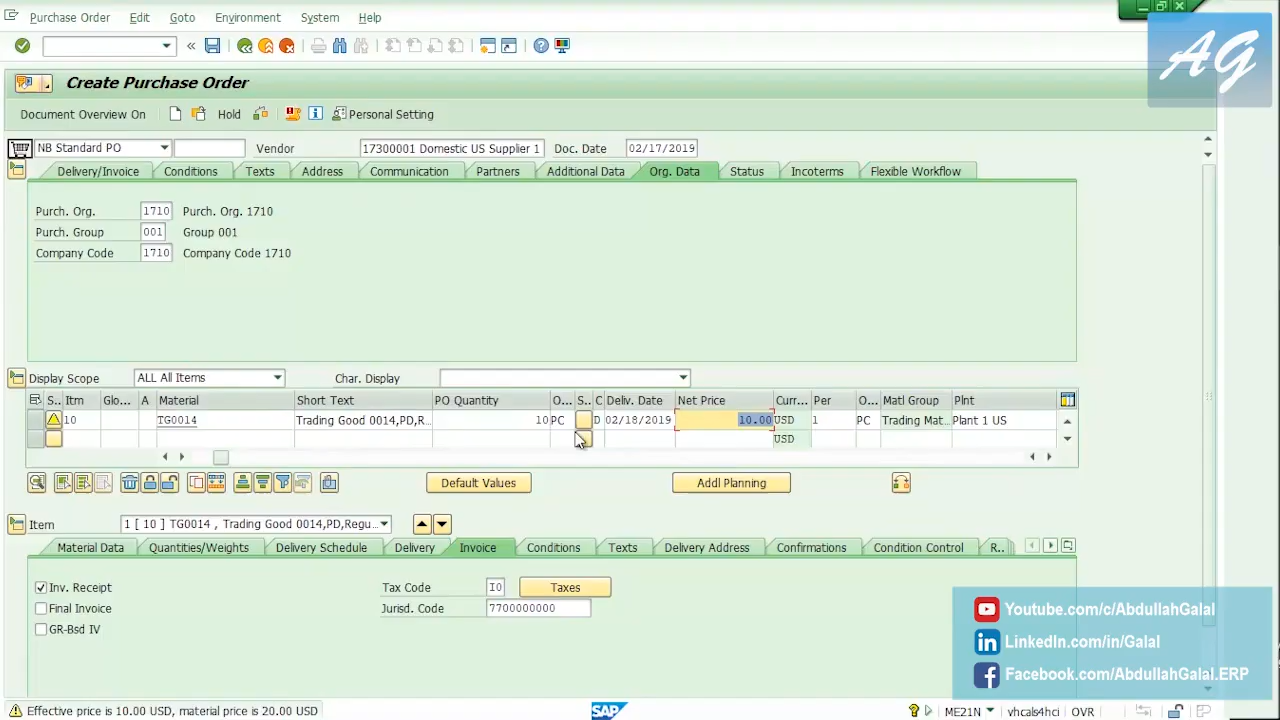 Purchase Order Edit Goto Environment System Help
AG
Create Purchase Order
Document Overview On Hold Personal Setting
NB Standard PO Vendor 17300001 Domestic US Supplier 1 Doc. Date 02/17/2019
Delivery/Invoice Conditions Texts Address Communication Partners Additional Data Org. Data Status Incoterms Flexible Workflow
Purch. Org. 1710 Purch. Org. 1710
Purch. Group 001 Group 001
Company Code 1710 Company Code 1710
Display Scope ALL All Items Char. Display
S.. Itm Glo... A Material Short Text PO Quantity O... S.. C Deliv. Date Net Price Curr... Per O... Matl Group Plnt
10 TG0014 Trading Good 0014,PD,R... 10 PC D 02/18/2019 10.00 USD 1 PC Trading Mat... Plant 1 US
USD
Default Values Addl Planning
Item 1 [ 10 ] TG0014 , Trading Good 0014,PD,Regu...
Material Data Quantities/Weights Delivery Schedule Delivery Invoice Conditions Texts Delivery Address Confirmations Condition Control R..
Inv. Receipt Tax Code I0 Taxes
Final Invoice Jurisd. Code 7700000000
GR-Bsd IV
Youtube.com/c/AbdullahGalal
LinkedIn.com/in/Galal
Facebook.com/AbdullahGalal.ERP
Effective price is 10.00 USD, material price is 20.00 USD SAP ME21N vhcals4hci OVR